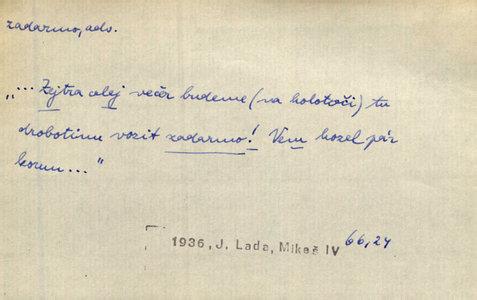 zadarmo, adv.
„... Zejtra celej večer budeme (na kolotoči) tu
drobotinu vozit zadarmo! Vem kozel pár
korun..."
1936, J. Lada, Mikeš IV 66,24